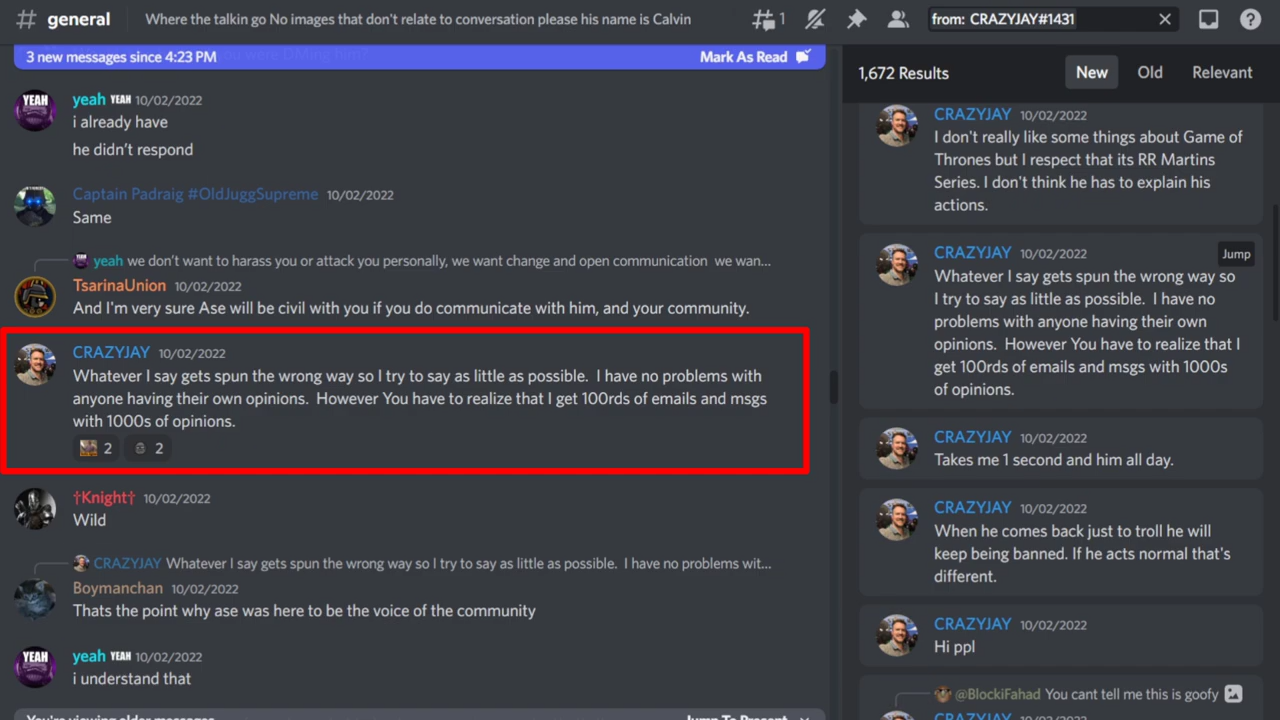 # general
Where the talkin go No images that don't relate to conversation please his name is Calvin
1
from: CRAZYJAY#1431
3 new messages since 4:23 PM
Mark As Read
yeah YEAH 10/02/2022
i already have
he didn't respond
Captain Padraig #OldJuggSupreme 10/02/2022
Same
yeah we don't want to harass you or attack you personally, we want change and open communication we wan...
TsarinaUnion 10/02/2022
And I'm very sure Ase will be civil with you if you do communicate with him, and your community.
CRAZYJAY 10/02/2022
Whatever I say gets spun the wrong way so I try to say as little as possible. I have no problems with
anyone having their own opinions. However You have to realize that I get 100rds of emails and msgs
with 1000s of opinions.
2 2
†Knight† 10/02/2022
Wild
CRAZYJAY Whatever I say gets spun the wrong way so I try to say as little as possible. I have no problems wit...
Boymanchan 10/02/2022
Thats the point why ase was here to be the voice of the community
yeah YEAH 10/02/2022
i understand that
You're viewing older messages
Jump To Present
1,672 Results
New
Old
Relevant
CRAZYJAY 10/02/2022
I don't really like some things about Game of
Thrones but I respect that its RR Martins
Series. I don't think he has to explain his
actions.
CRAZYJAY 10/02/2022
Jump
Whatever I say gets spun the wrong way so
I try to say as little as possible. I have no
problems with anyone having their own
opinions. However You have to realize that I
get 100rds of emails and msgs with 1000s
of opinions.
CRAZYJAY 10/02/2022
Takes me 1 second and him all day.
CRAZYJAY 10/02/2022
When he comes back just to troll he will
keep being banned. If he acts normal that's
different.
CRAZYJAY 10/02/2022
Hi ppl
@BlockiFahad You cant tell me this is goofy
CRAZYJAY 10/02/2022